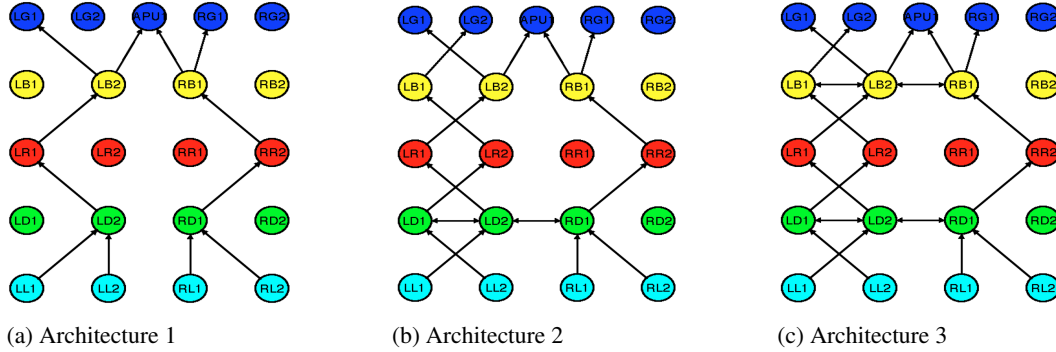 LG1 LG2 APU1 RG1 RG2 LG1 LG2 APU1 RG1 RG2 LG1 LG2 APU1 RG1 RG2
LB1 LB2 RB1 RB2 LB1 LB2 RB1 RB2 LB1 LB2 RB1 RB2
LR1 LR2 RR1 RR2 LR1 LR2 RR1 RR2 LR1 LR2 RR1 RR2
LD1 LD2 RD1 RD2 LD1 LD2 RD1 RD2 LD1 LD2 RD1 RD2
LL1 LL2 RL1 RL2 LL1 LL2 RL1 RL2 LL1 LL2 RL1 RL2
(a) Architecture 1 (b) Architecture 2 (c) Architecture 3